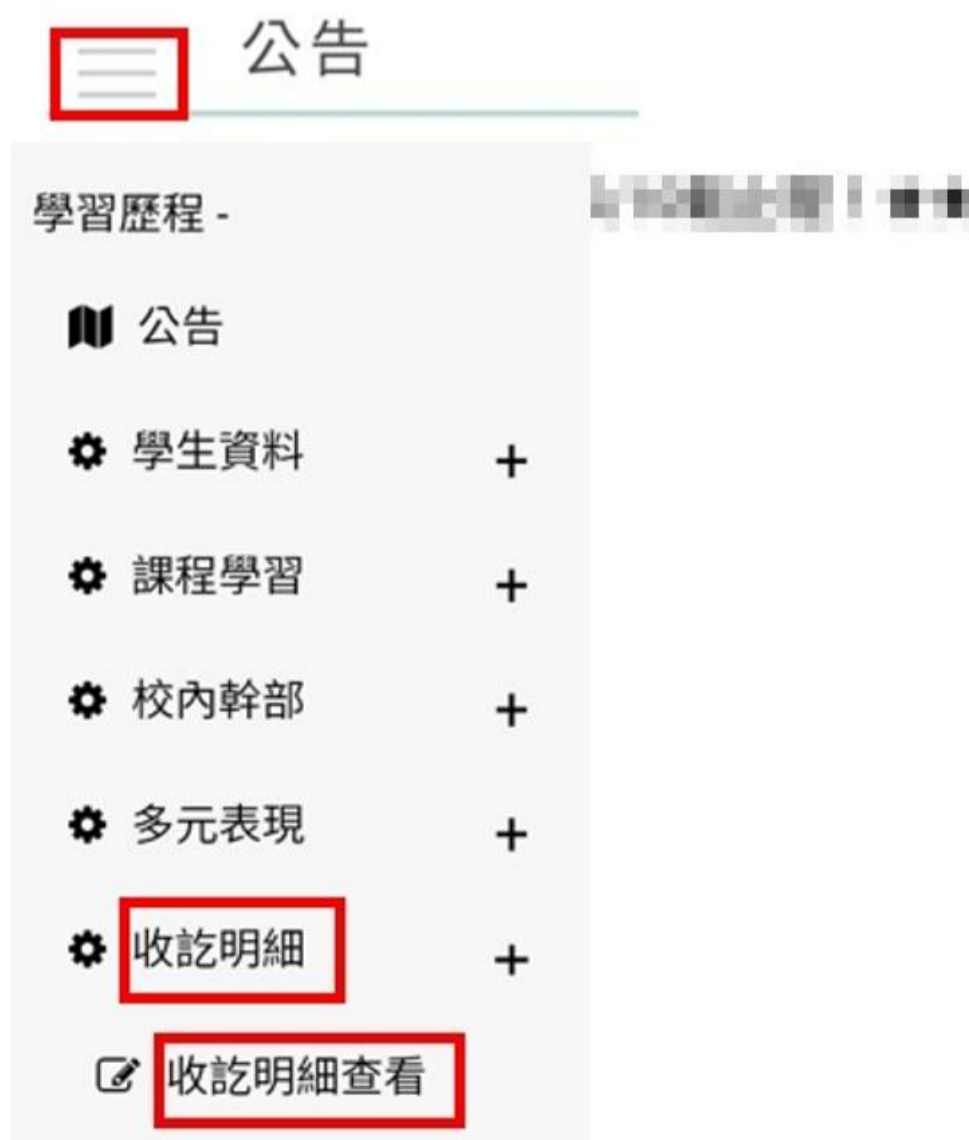 公告
學習歷程 -
公告
學生資料 +
課程學習 +
校內幹部 +
多元表現 +
收訖明細 +
收訖明細查看